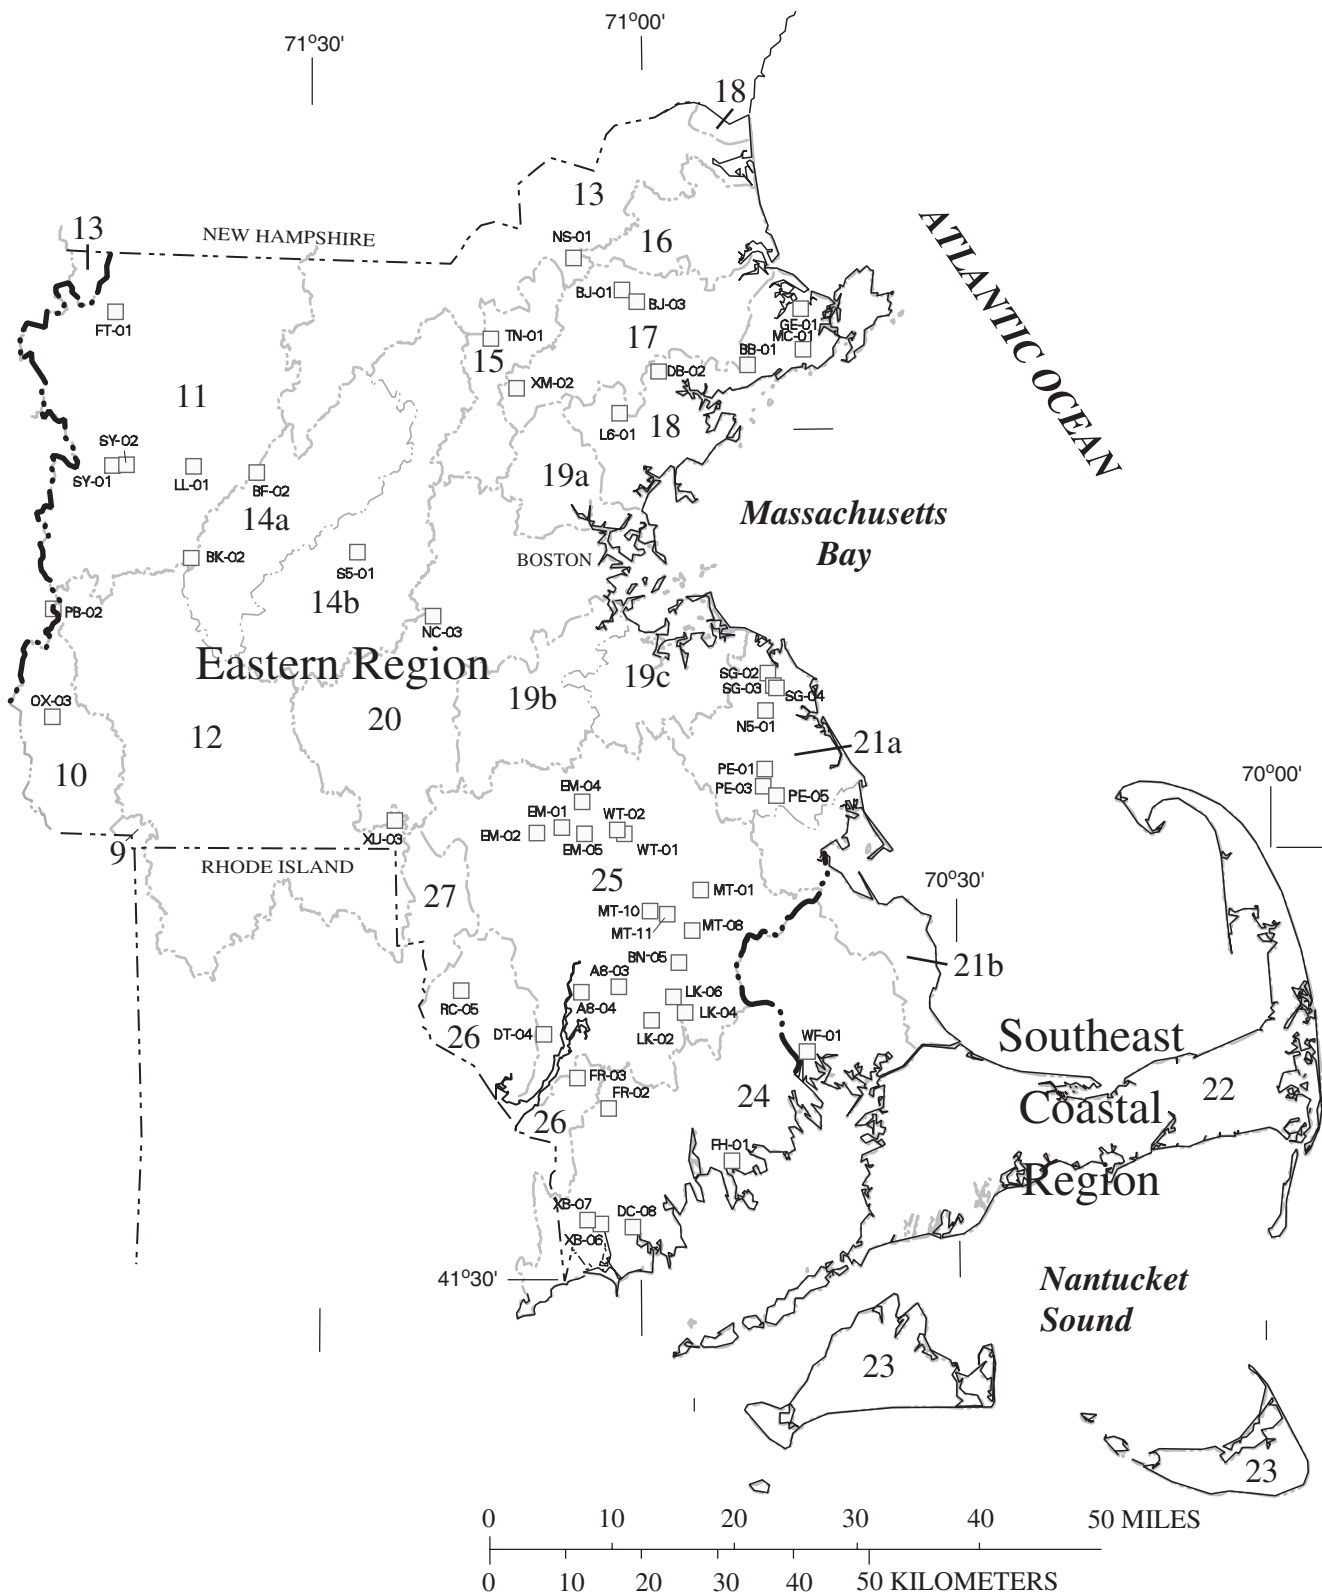 71°00'
71°30'
18
13
NEW HAMPSHIRE
13
NS-01
16
ATLANTIC OCEAN
BJ-01
BJ-03
FT-01
GE-01
MC-01
17
TN-01
15
BB-01
DB-02
XM-02
11
L6-01
18
SY-02
SY-01
LL-01
BF-02
19a
14a
Massachusetts
Bay
BOSTON
BK-02
S5-01
14b
PB-02
NC-03
Eastern Region
19c
SG-02
SG-03
SG-04
19b
OX-03
N5-01
20
12
21a
10
PE-01
PE-03
PE-05
70°00'
EM-04
EM-01
WT-02
EM-02
EM-05
WT-01
XU-03
9
RHODE ISLAND
25
27
70°30'
MT-01
MT-10
MT-11
MT-08
BN-05
21b
A8-03
A8-04
LK-06
LK-04
RC-05
LK-02
DT-04
26
WF-01
Southeast
FR-03
22
24
FR-02
Coastal
26
FH-01
Region
XB-07
DC-08
XB-06
41°30'
Nantucket
Sound
23
23
0 10 20 30 40 50 MILES
0 10 20 30 40 50 KILOMETERS